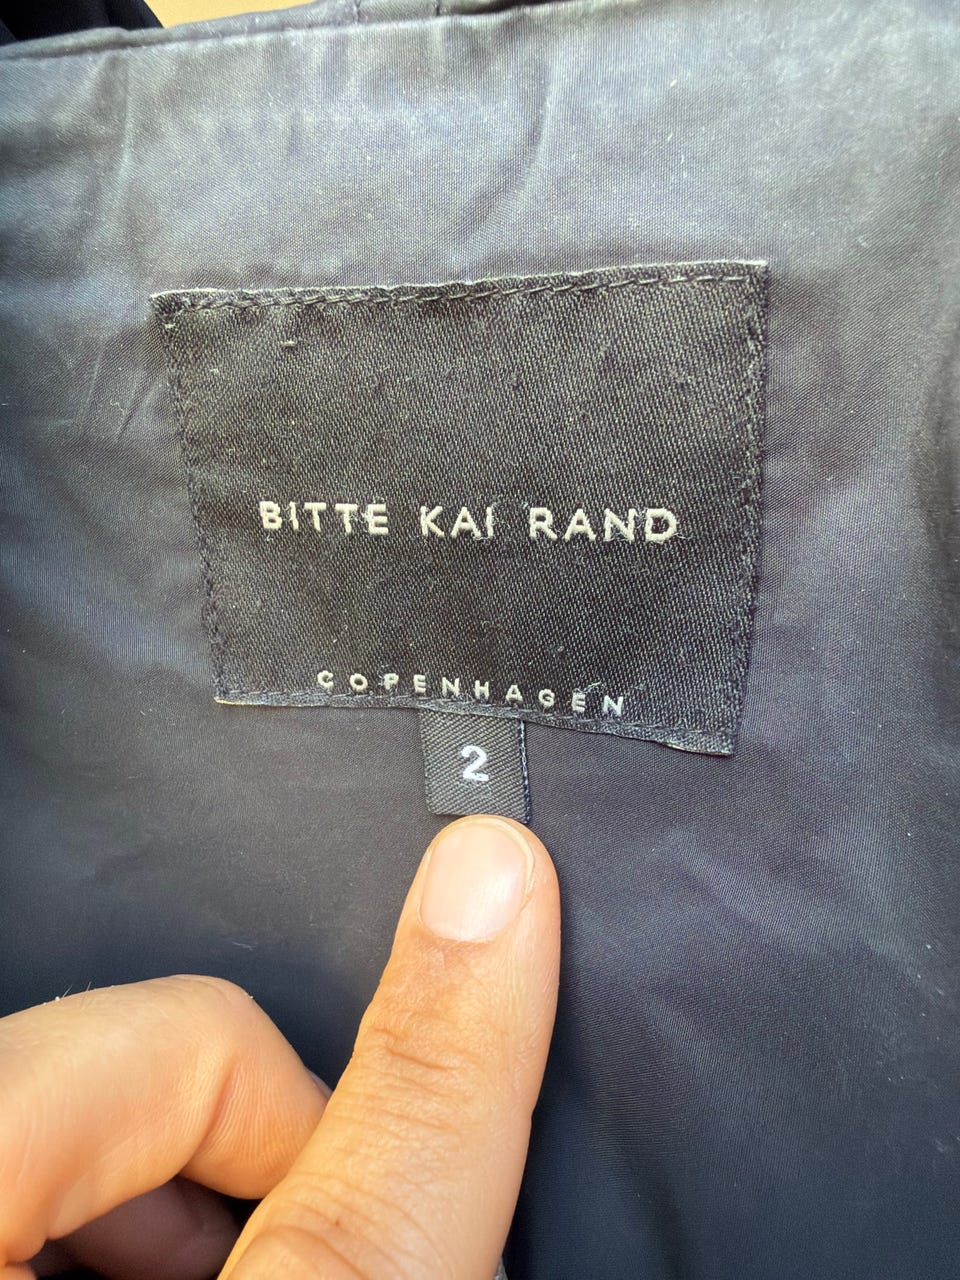 BITTE KAI RAND
COPENHAGEN
2